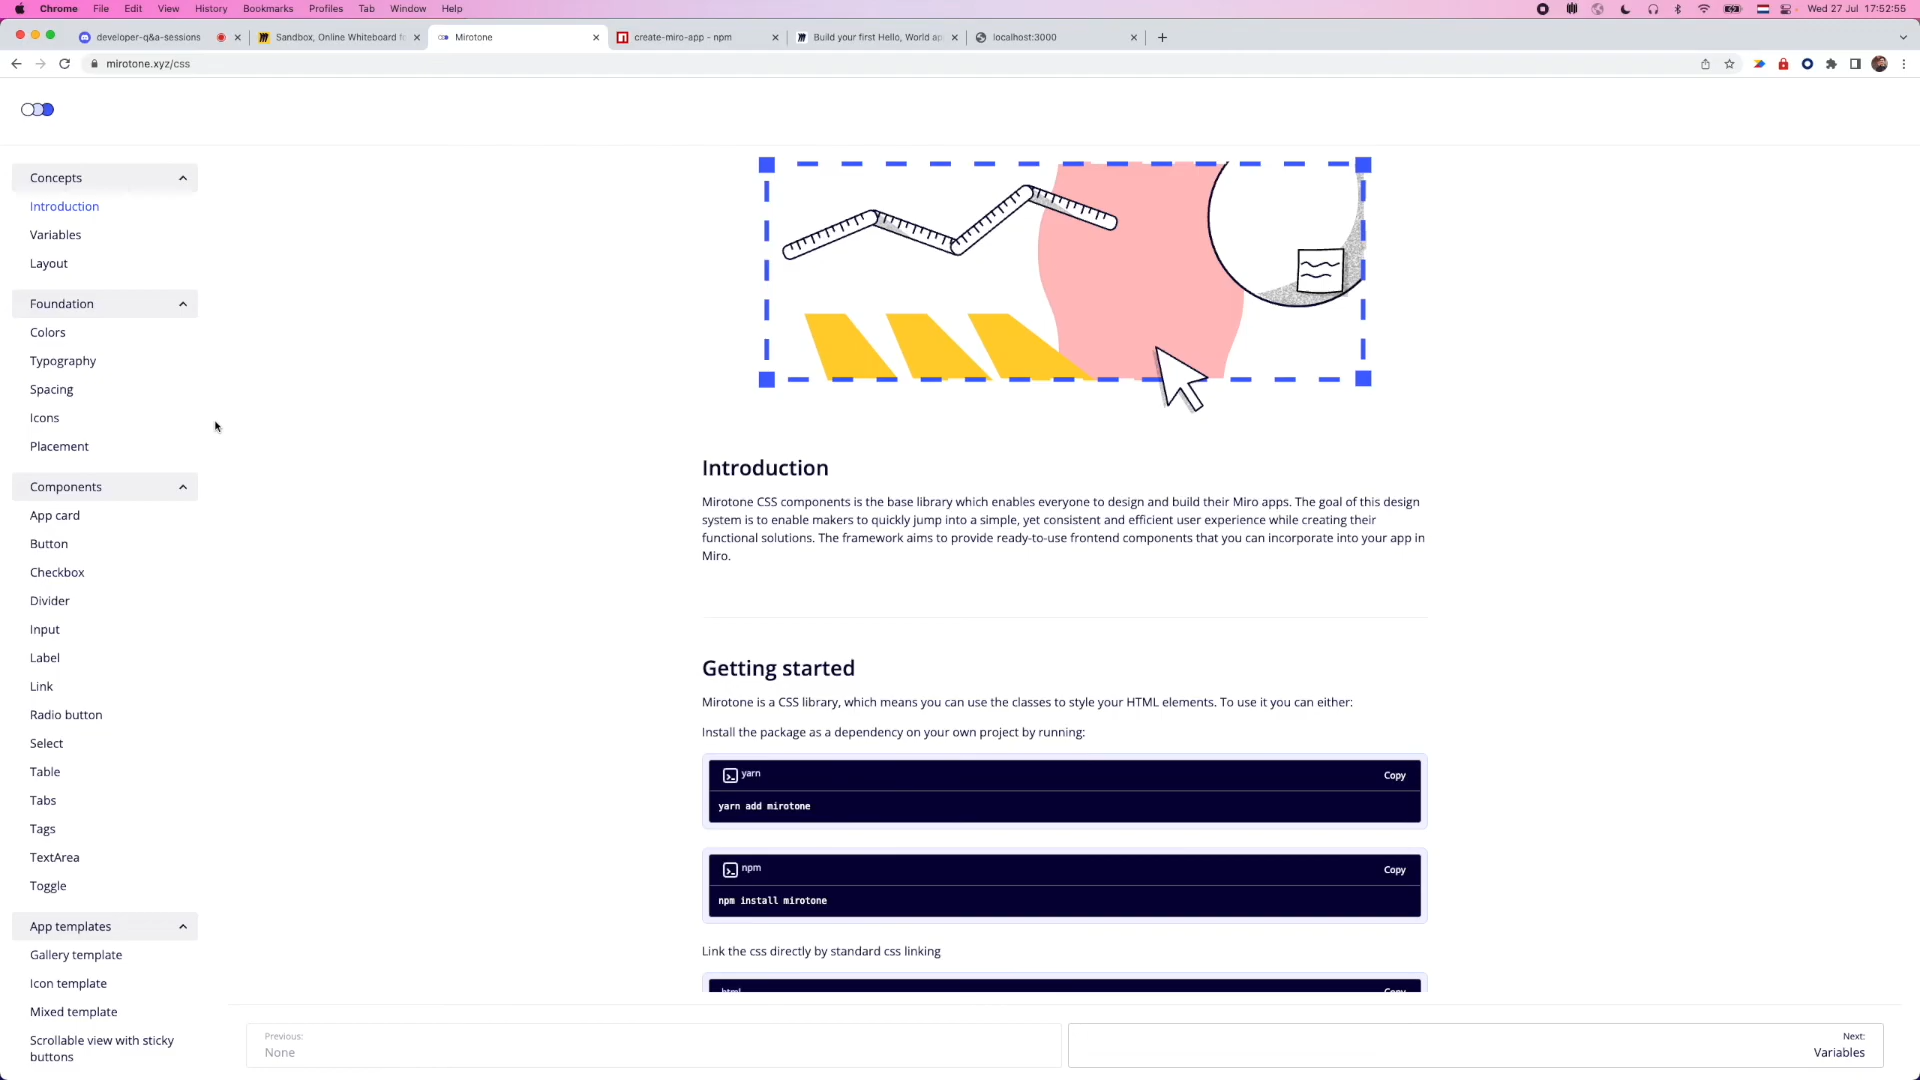 Chrome File Edit View History Bookmarks Profiles Tab Window Help
Wed 27 Jul 17:52:55
developer-q&a-sessions
Sandbox, Online Whiteboard fo
Mirotone
create-miro-app - npm
Build your first Hello, World ap
localhost:3000
mirotone.xyz/css
Concepts
Introduction
Variables
Layout
Foundation
Colors
Typography
Spacing
Icons
Placement
Components
App card
Button
Checkbox
Divider
Input
Label
Link
Radio button
Select
Table
Tabs
Tags
TextArea
Toggle
App templates
Gallery template
Icon template
Mixed template
Scrollable view with sticky
buttons
Introduction
Mirotone CSS components is the base library which enables everyone to design and build their Miro apps. The goal of this design
system is to enable makers to quickly jump into a simple, yet consistent and efficient user experience while creating their
functional solutions. The framework aims to provide ready-to-use frontend components that you can incorporate into your app in
Miro.
Getting started
Mirotone is a CSS library, which means you can use the classes to style your HTML elements. To use it you can either:
Install the package as a dependency on your own project by running:
yarn
Copy
yarn add mirotone
npm
Copy
npm install mirotone
Link the css directly by standard css linking
html
Copy
Previous:
None
Next:
Variables